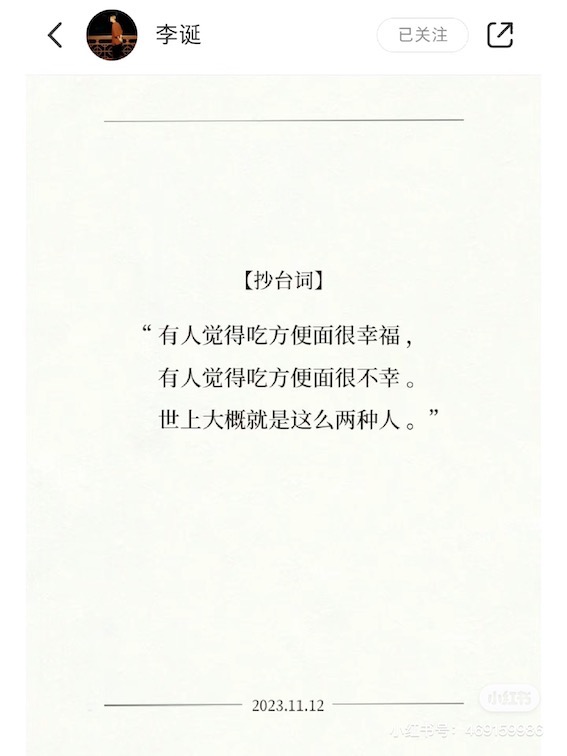 李诞
已关注
【抄台词】
“有人觉得吃方便面很幸福，
有人觉得吃方便面很不幸。
世上大概就是这么两种人。”
2023.11.12
小红书
小红书号：469159986